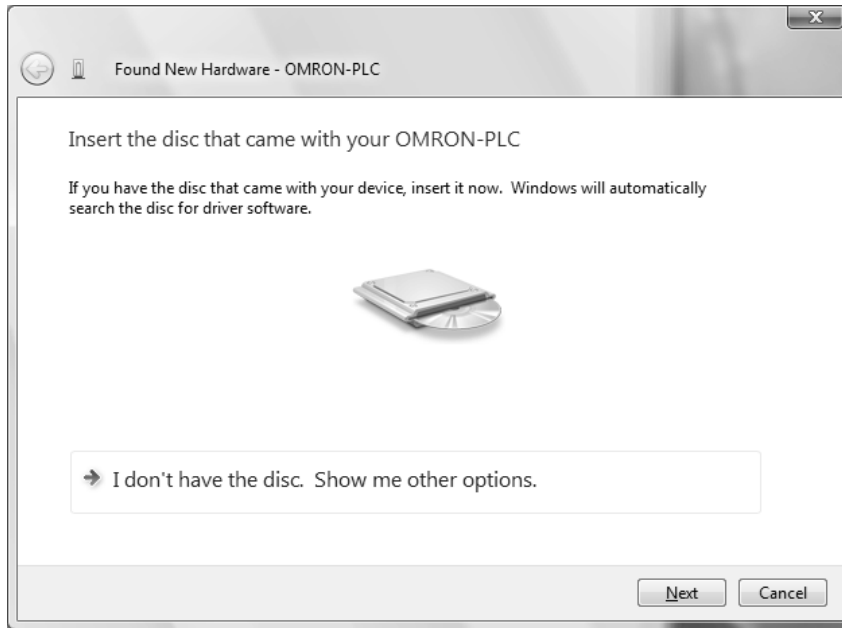 Found New Hardware - OMRON-PLC
Insert the disc that came with your OMRON-PLC
If you have the disc that came with your device, insert it now.  Windows will automatically
search the disc for driver software.
I don't have the disc.  Show me other options.
Next Cancel